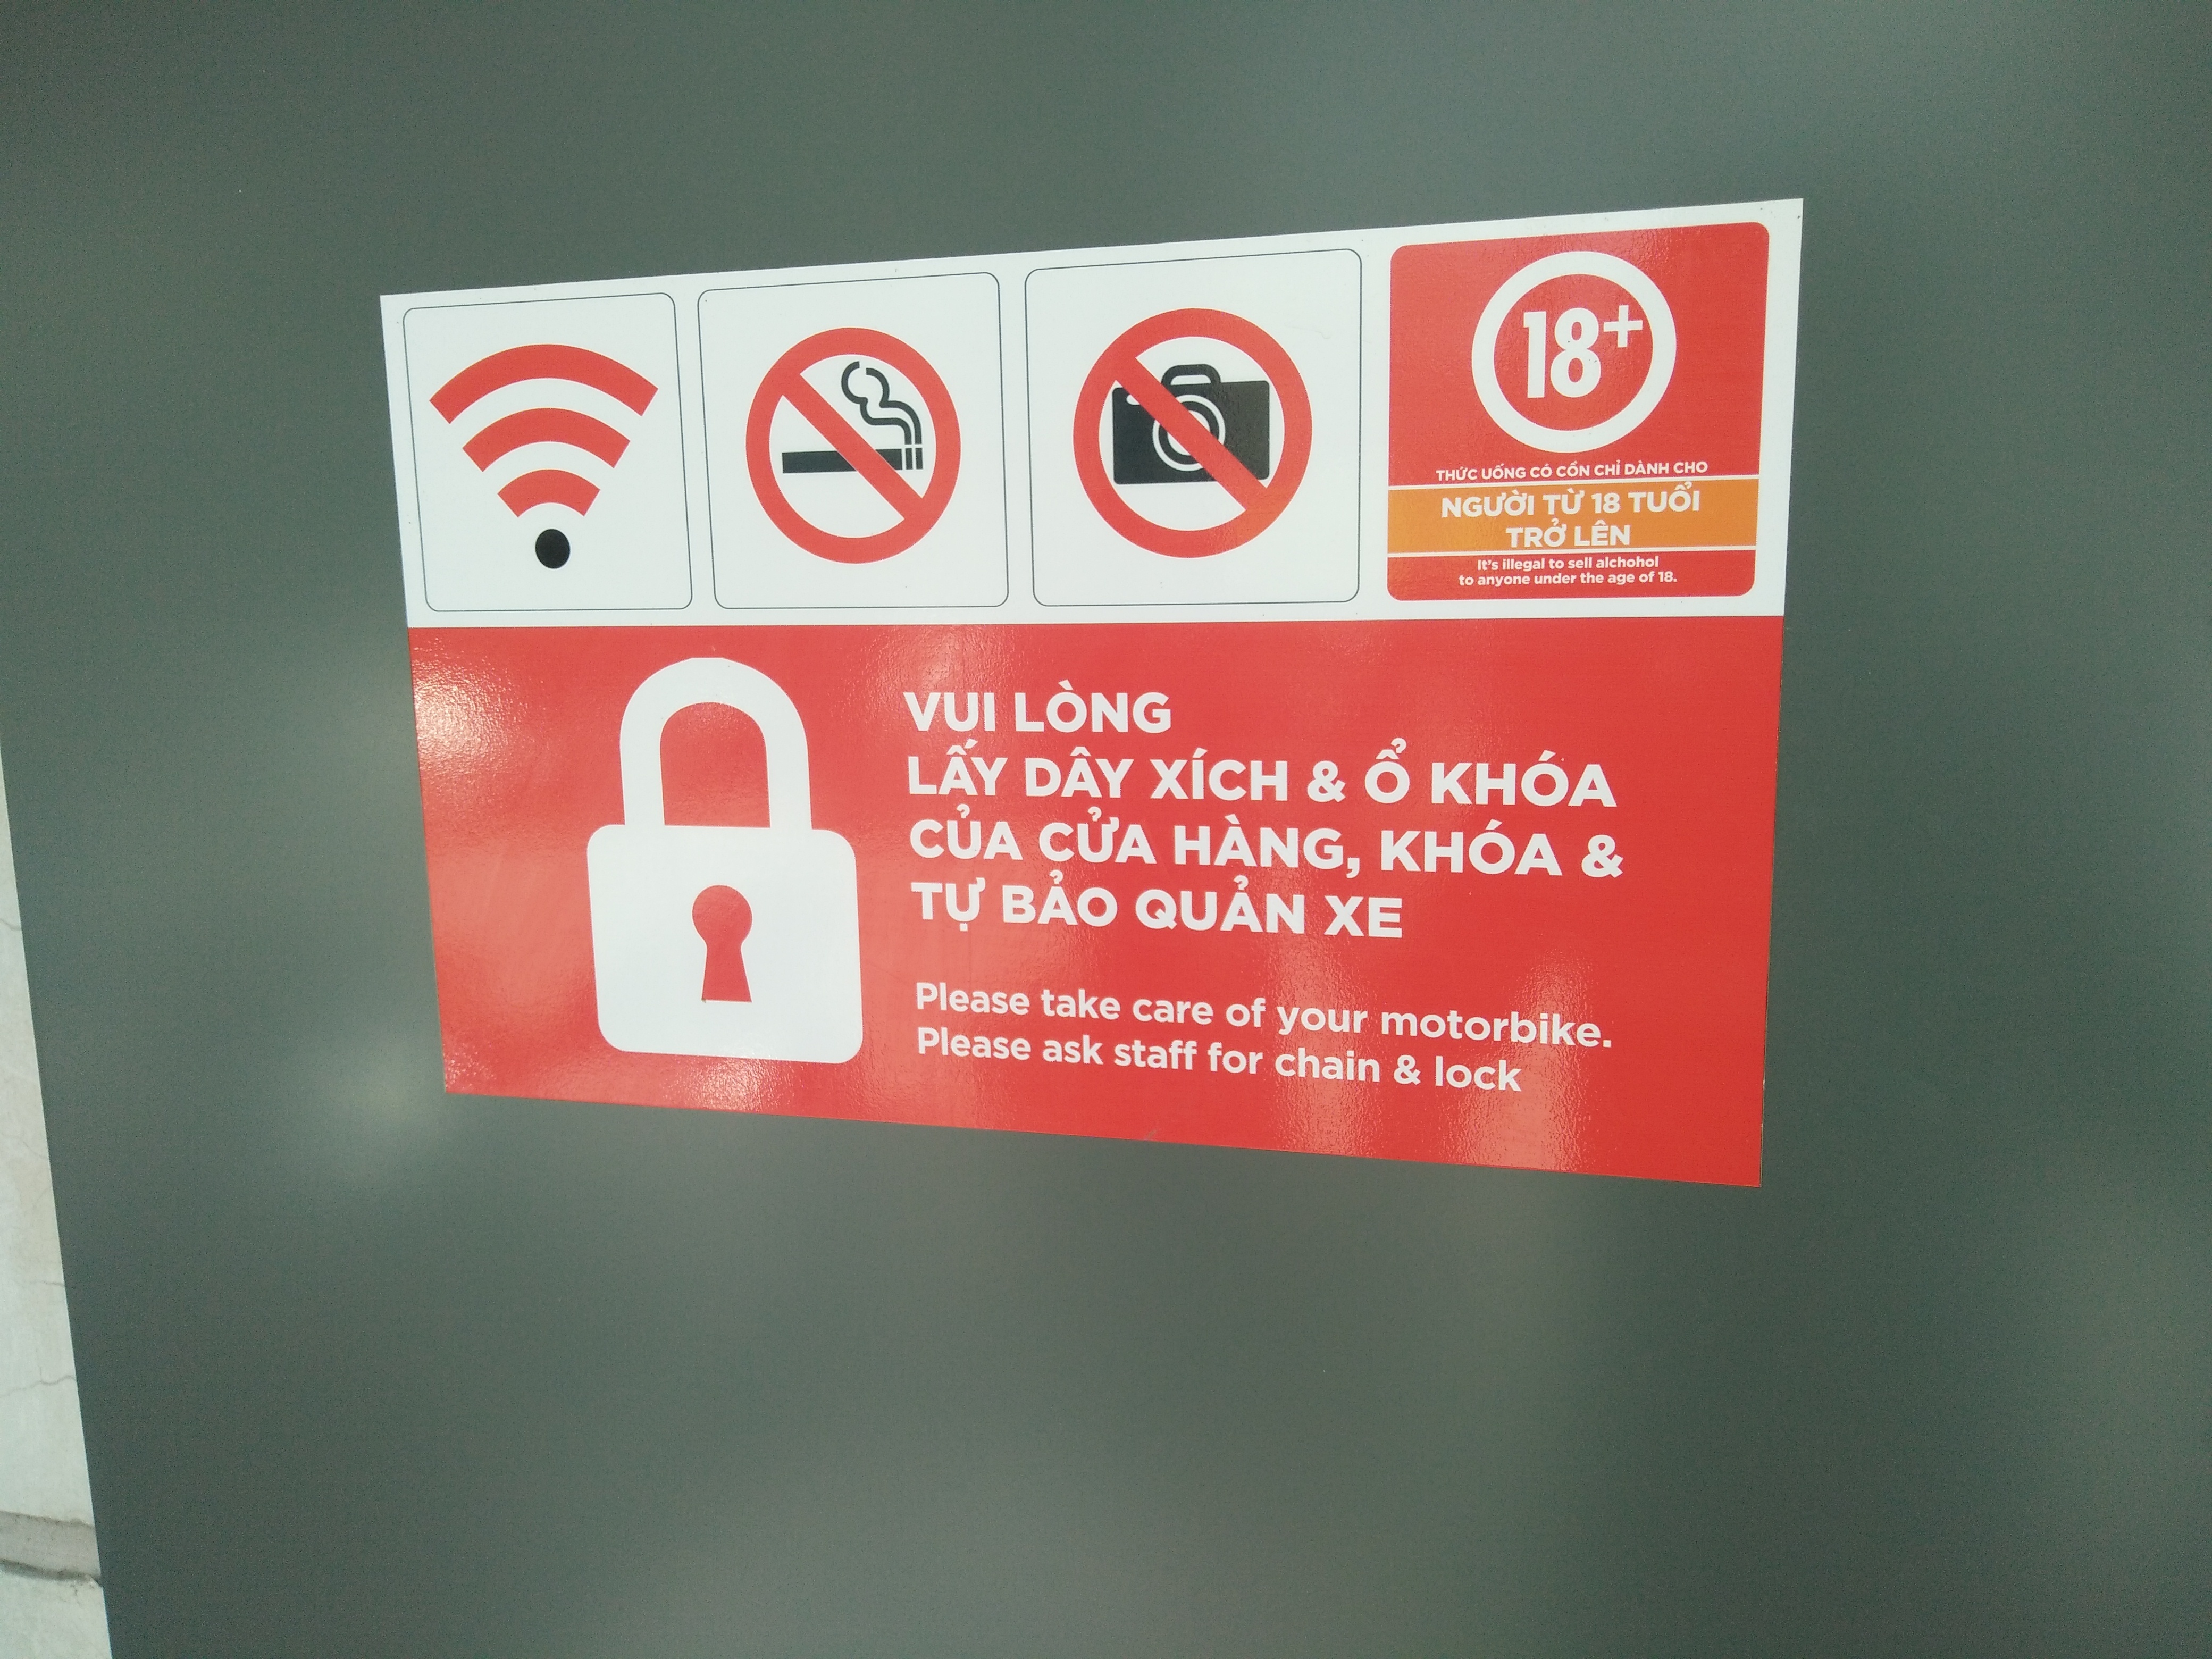 18+
THỨC UỐNG CÓ CỒN CHỈ DÀNH CHO
NGƯỜI TỪ 18 TUỔI
TRỞ LÊN
It's illegal to sell alchohol
to anyone under the age of 18.
VUI LÒNG
LẤY DÂY XÍCH & Ổ KHÓA
CỦA CỬA HÀNG, KHÓA &
TỰ BẢO QUẢN XE
Please take care of your motorbike.
Please ask staff for chain & lock